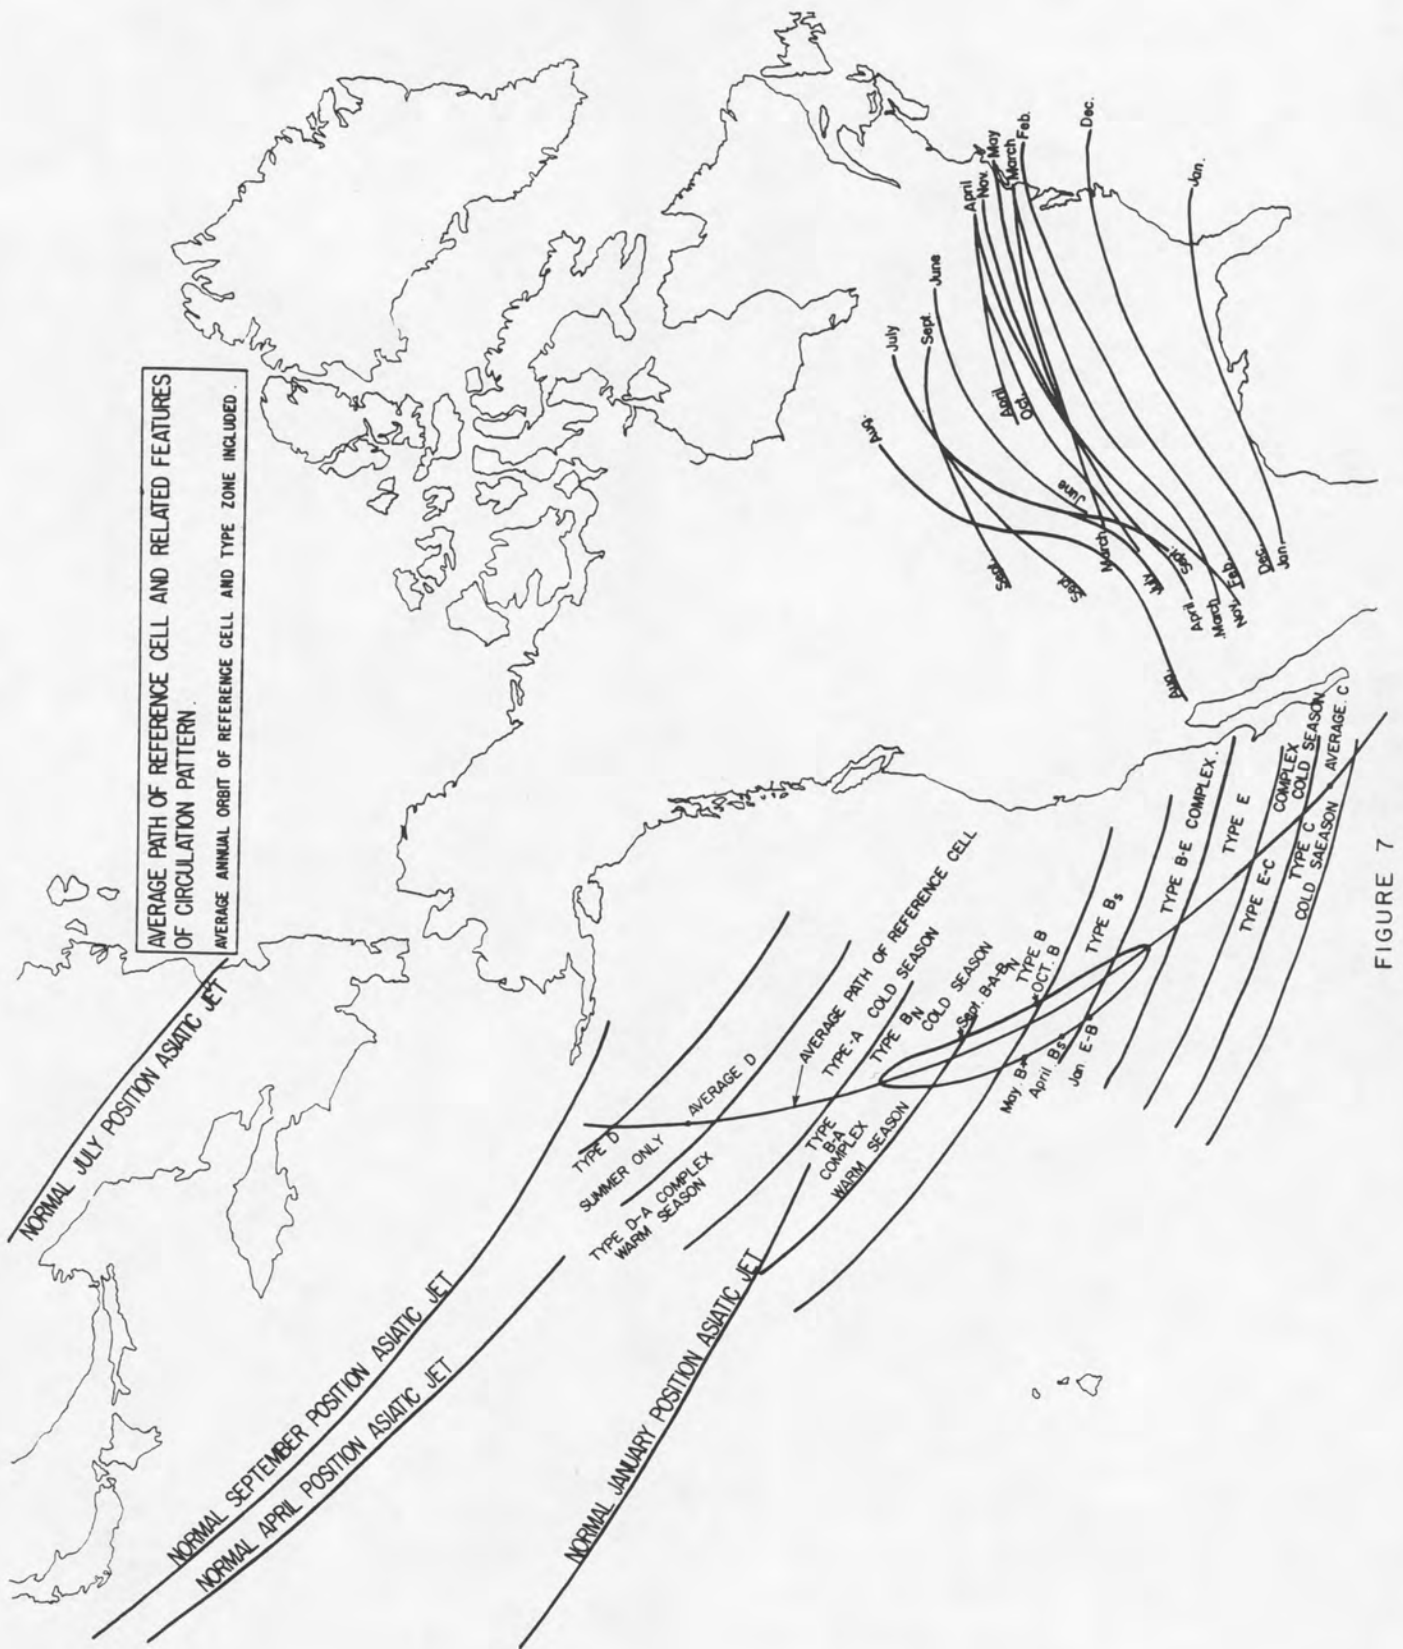 AVERAGE PATH OF REFERENCE CELL AND RELATED FEATURES
OF CIRCULATION PATTERN.
AVERAGE ANNUAL ORBIT OF REFERENCE CELL AND TYPE ZONE INCLUDED.
NORMAL JULY POSITION ASIATIC JET
NORMAL SEPTEMBER POSITION ASIATIC JET
NORMAL APRIL POSITION ASIATIC JET
NORMAL JANUARY POSITION ASIATIC JET
TYPE D
SUMMER ONLY
AVERAGE D
TYPE D-A COMPLEX
WARM SEASON
AVERAGE PATH OF REFERENCE CELL
TYPE-A COLD SEASON
TYPE
B-A
COMPLEX
WARM SEASON
TYPE BN
COLD SEASON
Sept. B-A-BN
TYPE B
OCT. B
May. B
April Bs
Jan E-B
TYPE Bs
TYPE B-E COMPLEX.
TYPE E
TYPE E-C COMPLEX
TYPE C COLD SEASON
COLD SAEASON
AVERAGE. C
Aug.
July
Sept.
June
April
Nov.
May
March
Feb.
Dec.
Jan.
April
Oct.
Sept.
Sept.
June
March
July
Sept.
Aug.
April
March
Nov.
Feb.
Dec.
Jan.
FIGURE 7